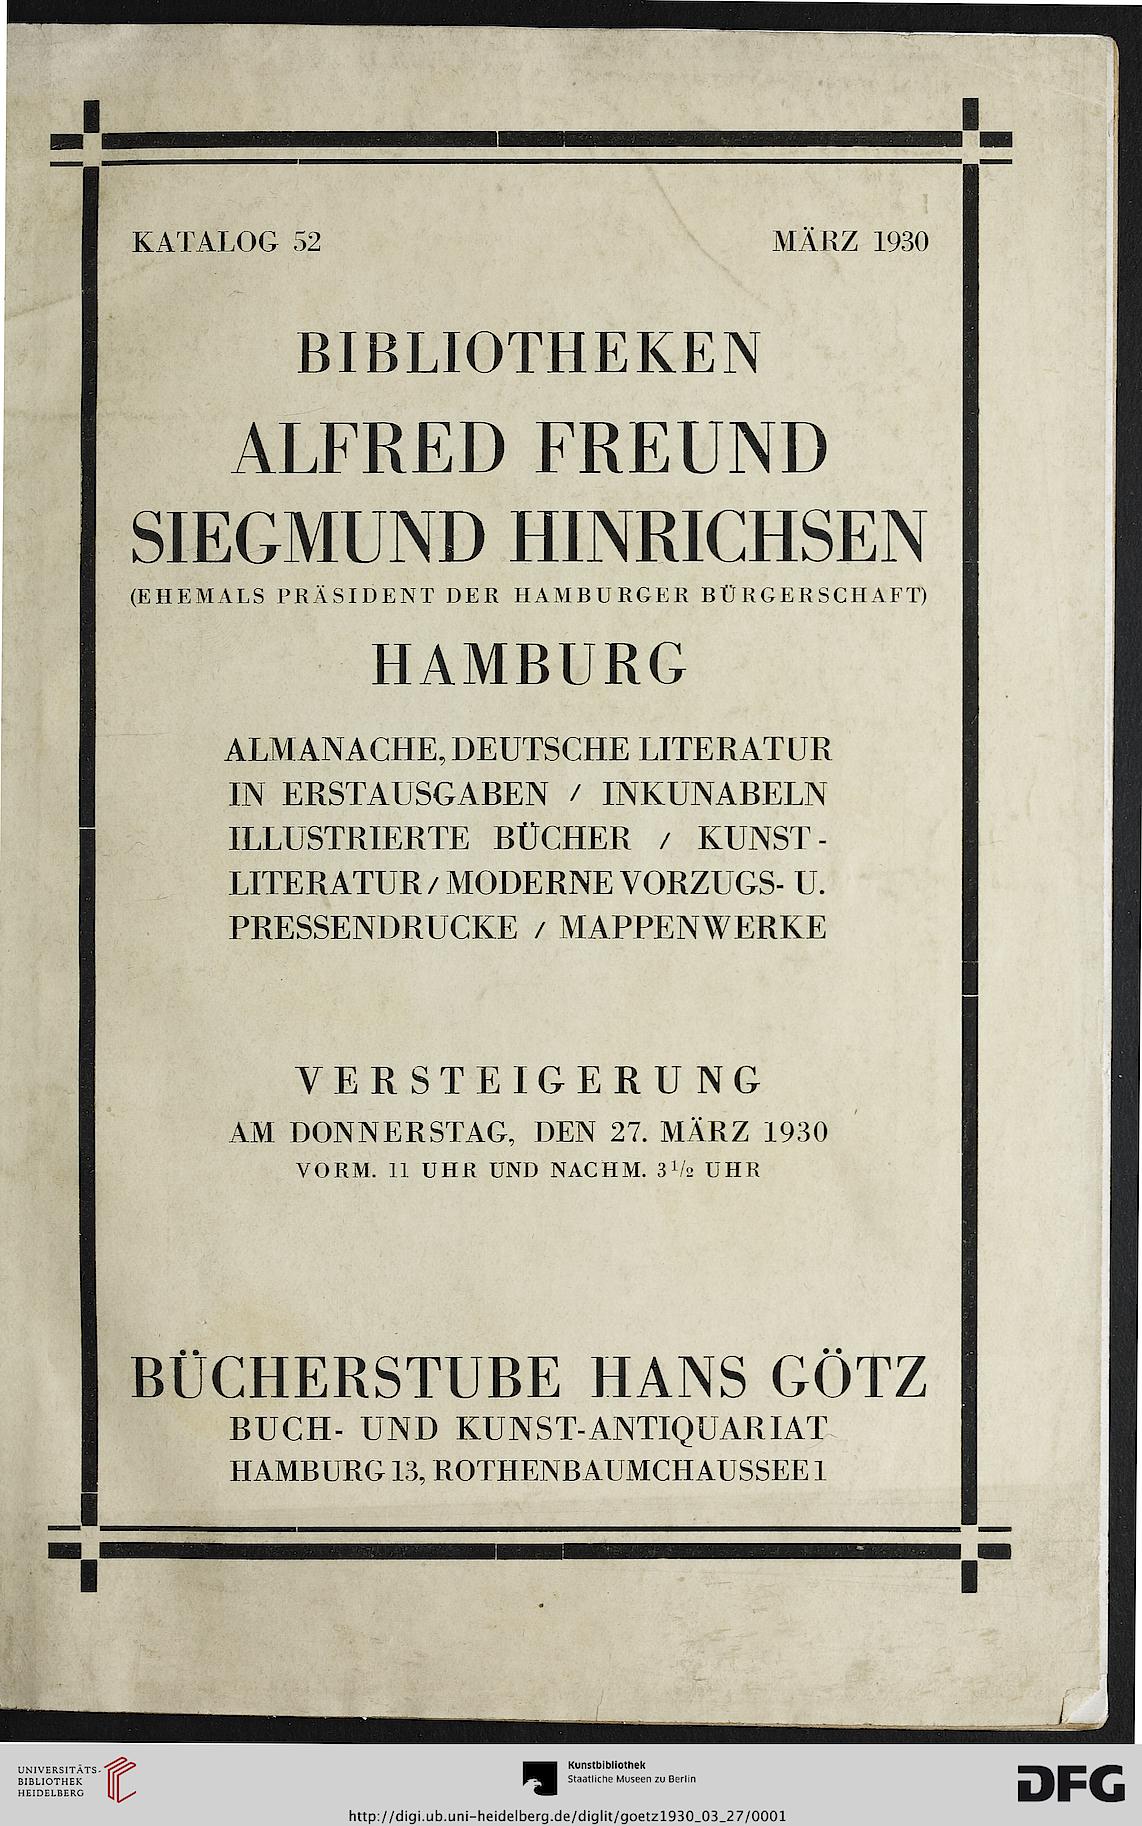 KATALOG 52 MÄRZ 1930
BIBLIOTHEKEN
ALFRED FREUND
SIEGMUND HINRICHSEN
(EHEMALS PRÄSIDENT DER HAMBURGER BÜRGERSCHAFT)
HAMBURG
ALMANACHE, DEUTSCHE LITERATUR
IN ERSTAUSGABEN / INKUNABELN
ILLUSTRIERTE BÜCHER / KUNST-
LITERATUR / MODERNE VORZUGS- U.
PRESSENDRUCKE / MAPPENWERKE
VERSTEIGERUNG
AM DONNERSTAG, DEN 27. MÄRZ 1930
VORM. 11 UHR UND NACHM. 3½ UHR
BÜCHERSTUBE HANS GÖTZ
BUCH- UND KUNST-ANTIQUARIAT
HAMBURG 13, ROTHENBAUMCHAUSSEE 1
UNIVERSITÄTS-
BIBLIOTHEK
HEIDELBERG
Kunstbibliothek
Staatliche Museen zu Berlin
DFG
http://digi.ub.uni-heidelberg.de/diglit/goetz1930_03_27/0001